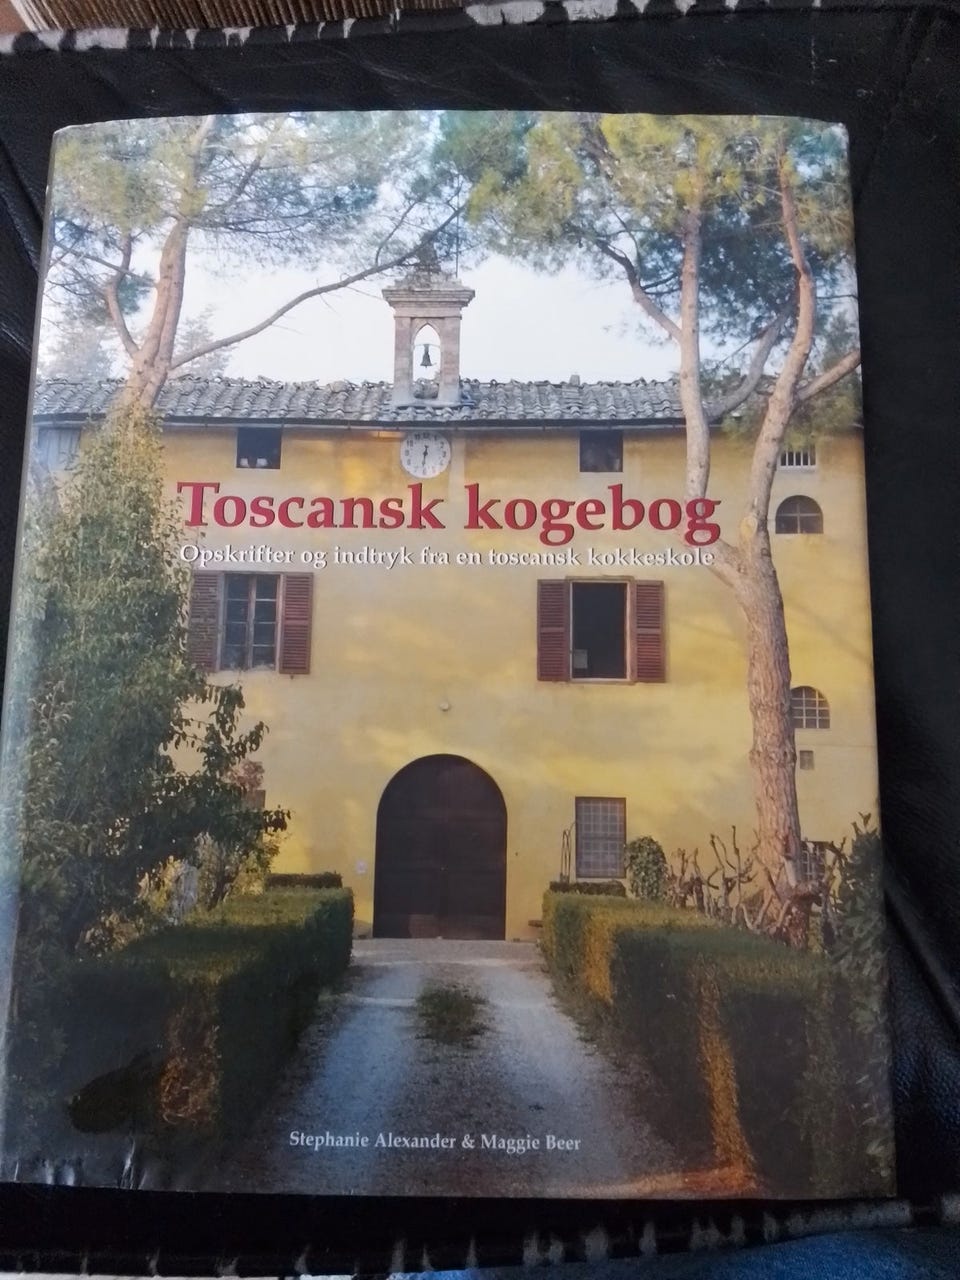 Toscansk kogebog
Opskrifter og indtryk fra en toscansk kokkeskole
Stephanie Alexander & Maggie Beer